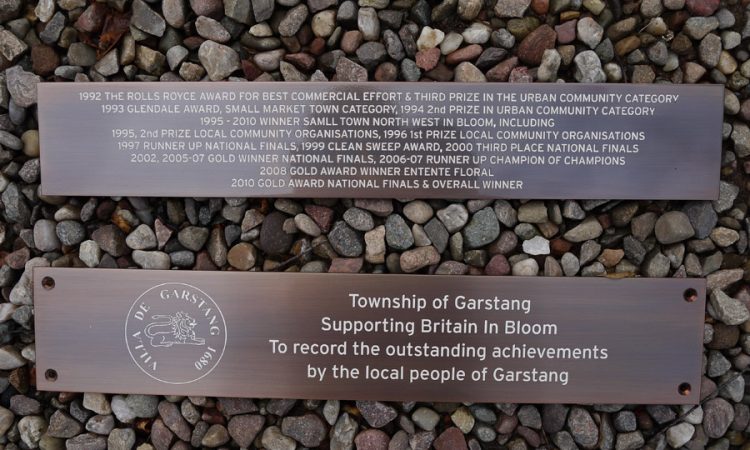 1992 THE ROLLS ROYCE AWARD FOR BEST COMMERCIAL EFFORT & THIRD PRIZE IN THE URBAN COMMUNITY CATEGORY
1993 GLENDALE AWARD, SMALL MARKET TOWN CATEGORY, 1994 2nd PRIZE IN URBAN COMMUNITY CATEGORY
1995 - 2010 WINNER SAMLL TOWN NORTH WEST IN BLOOM, INCLUDING
1995, 2nd PRIZE LOCAL COMMUNITY ORGANISATIONS, 1996 1st PRIZE LOCAL COMMUNITY ORGANISATIONS
1997 RUNNER UP NATIONAL FINALS, 1999 CLEAN SWEEP AWARD, 2000 THIRD PLACE NATIONAL FINALS
2002, 2005-07 GOLD WINNER NATIONAL FINALS, 2006-07 RUNNER UP CHAMPION OF CHAMPIONS
2008 GOLD AWARD WINNER ENTENTE FLORAL
2010 GOLD AWARD NATIONAL FINALS & OVERALL WINNER
VILLA DE GARSTANG 1680
Township of Garstang
Supporting Britain In Bloom
To record the outstanding achievements
by the local people of Garstang